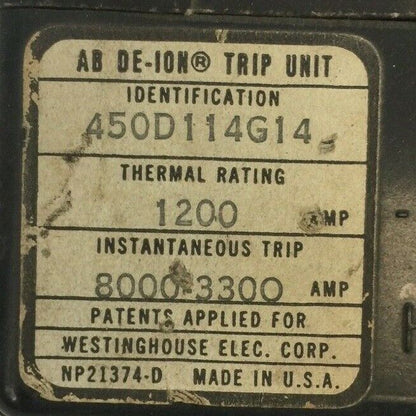 AB DE-ION® TRIP UNIT
IDENTIFICATION
450D114G14
THERMAL RATING
1200 AMP
INSTANTANEOUS TRIP
8000-3300 AMP
PATENTS APPLIED FOR
WESTINGHOUSE ELEC. CORP.
NP21374-D MADE IN U.S.A.